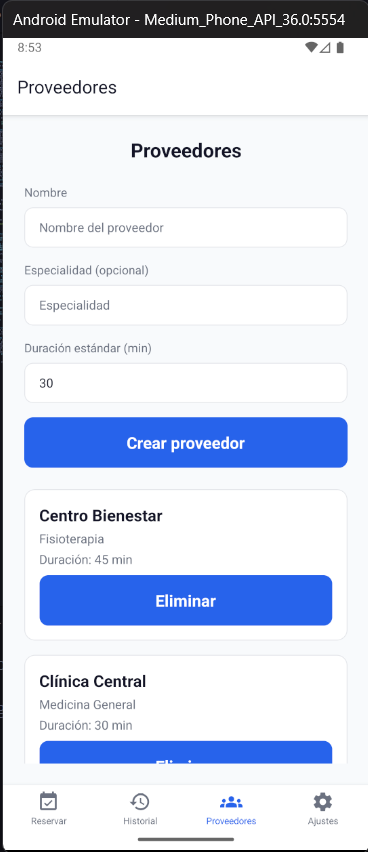 Android Emulator - Medium_Phone_API_36.0:5554
8:53
Proveedores
Proveedores
Nombre
Nombre del proveedor
Especialidad (opcional)
Especialidad
Duración estándar (min)
30
Crear proveedor
Centro Bienestar
Fisioterapia
Duración: 45 min
Eliminar
Clínica Central
Medicina General
Duración: 30 min
Eliminar
Reservar
Historial
Proveedores
Ajustes